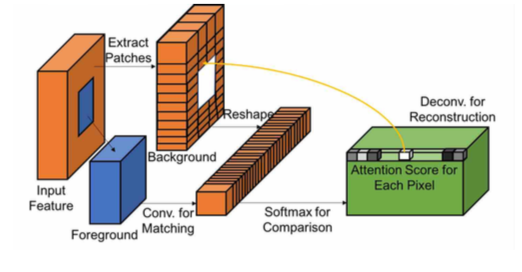 Extract
Patches
Deconv. for
Reconstruction
Reshape
Background
Attention Score for
Each Pixel
Input
Feature
Conv. for
Matching
Softmax for
Comparison
Foreground